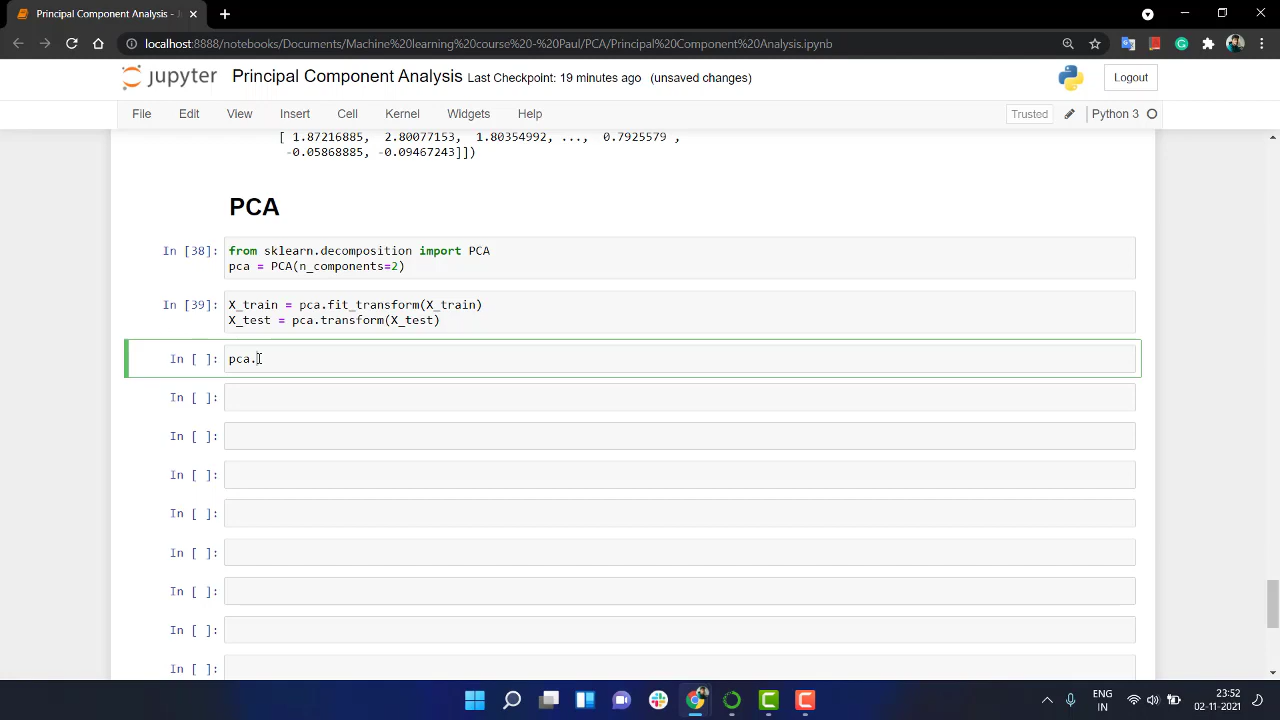 Principal Component Analysis - J
localhost:8888/notebooks/Documents/Machine%20learning%20course%20-%20Paul/PCA/Principal%20Component%20Analysis.ipynb
jupyter Principal Component Analysis Last Checkpoint: 19 minutes ago (unsaved changes) Logout
File Edit View Insert Cell Kernel Widgets Help Trusted Python 3
[ 1.87216885, 2.80077153, 1.80354992, ..., 0.7925579 ,
-0.05868885, -0.09467243]])
PCA
In [38]: from sklearn.decomposition import PCA
pca = PCA(n_components=2)
In [39]: X_train = pca.fit_transform(X_train)
X_test = pca.transform(X_test)
In [ ]: pca.
In [ ]:
In [ ]:
In [ ]:
In [ ]:
In [ ]:
In [ ]:
In [ ]:
In [ ]:
ENG 23:52
IN 02-11-2021